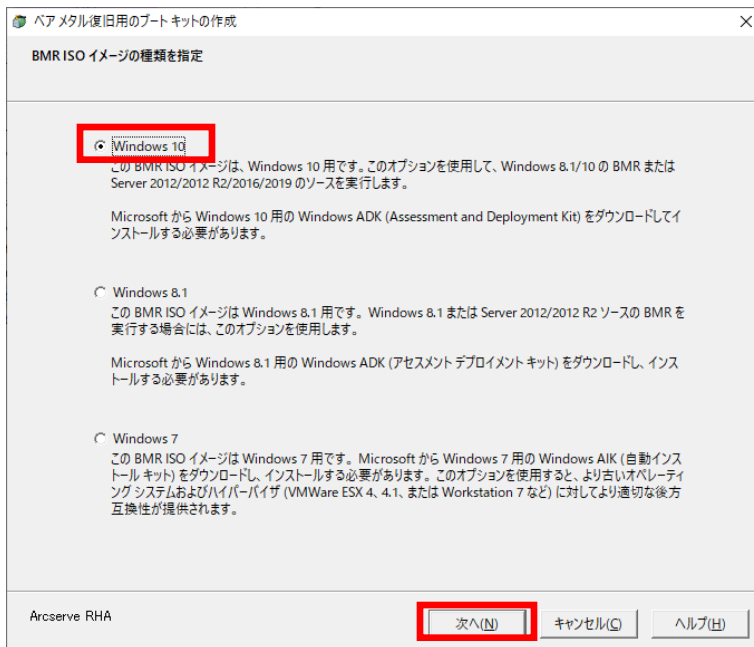 ベア メタル復旧用のブート キットの作成
BMR ISO イメージの種類を指定
Windows 10
この BMR ISO イメージは、Windows 10 用です。このオプションを使用して、Windows 8.1/10 の BMR または
Server 2012/2012 R2/2016/2019 のソースを実行します。
Microsoft から Windows 10 用の Windows ADK (Assessment and Deployment Kit) をダウンロードしてイ
ンストールする必要があります。
Windows 8.1
この BMR ISO イメージは Windows 8.1 用です。Windows 8.1 または Server 2012/2012 R2 ソースの BMR を
実行する場合には、このオプションを使用します。
Microsoft から Windows 8.1 用の Windows ADK (アセスメント デプロイメント キット) をダウンロードし、インス
トールする必要があります。
Windows 7
この BMR ISO イメージは Windows 7 用です。Microsoft から Windows 7 用の Windows AIK (自動インス
トール キット) をダウンロードし、インストールする必要があります。このオプションを使用すると、より古いオペレーティ
ング システムおよびハイパーバイザ (VMWare ESX 4、4.1、または Workstation 7 など) に対してより適切な後方
互換性が提供されます。
Arcserve RHA
次へ(N)
キャンセル(C)
ヘルプ(H)